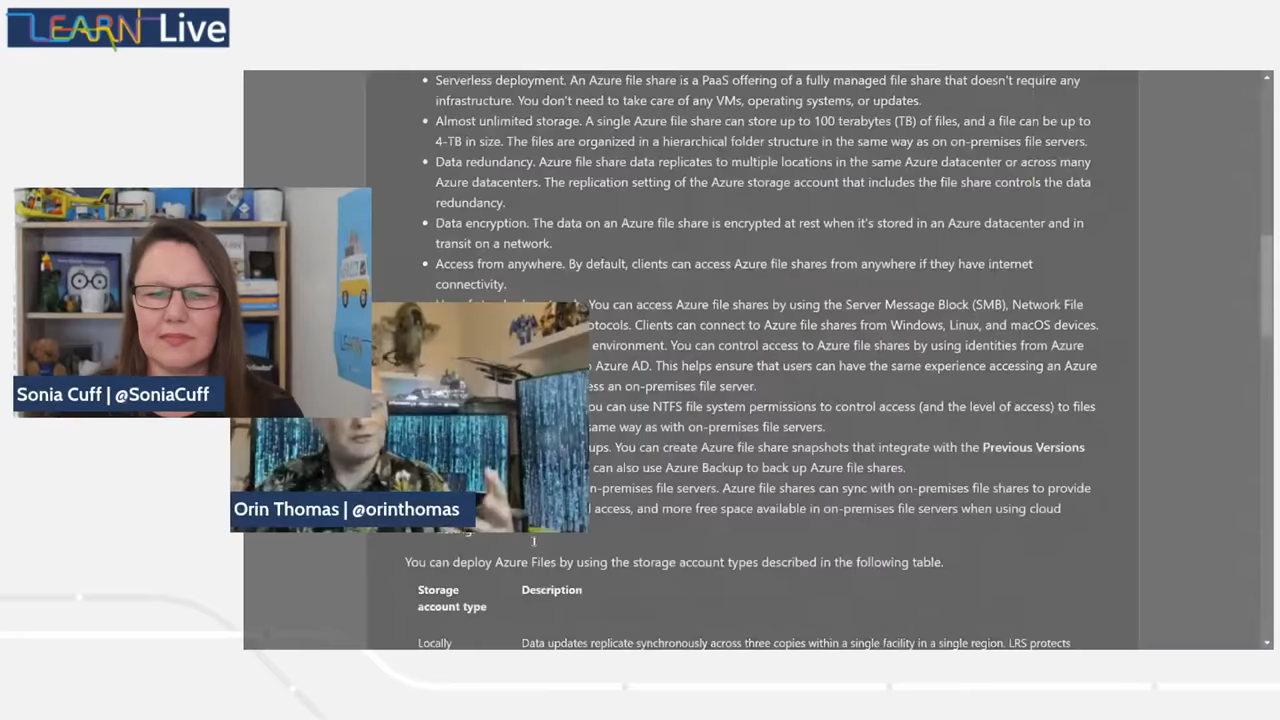 LEARN Live
Serverless deployment. An Azure file share is a PaaS offering of a fully managed file share that doesn't require any
infrastructure. You don't need to take care of any VMs, operating systems, or updates.
Almost unlimited storage. A single Azure file share can store up to 100 terabytes (TB) of files, and a file can be up to
4-TB in size. The files are organized in a hierarchical folder structure in the same way as on on-premises file servers.
Data redundancy. Azure file share data replicates to multiple locations in the same Azure datacenter or across many
Azure datacenters. The replication setting of the Azure storage account that includes the file share controls the data
redundancy.
Data encryption. The data on an Azure file share is encrypted at rest when it's stored in an Azure datacenter and in
transit on a network.
Access from anywhere. By default, clients can access Azure file shares from anywhere if they have internet
connectivity.
You can access Azure file shares by using the Server Message Block (SMB), Network File
Clients can connect to Azure file shares from Windows, Linux, and macOS devices.
environment. You can control access to Azure file shares by using identities from Azure
Azure AD. This helps ensure that users can have the same experience accessing an Azure
an on-premises file server.
you can use NTFS file system permissions to control access (and the level of access) to files
same way as with on-premises file servers.
You can create Azure file share snapshots that integrate with the Previous Versions
can also use Azure Backup to back up Azure file shares.
file servers. Azure file shares can sync with on-premises file shares to provide
access, and more free space available in on-premises file servers when using cloud
Sonia Cuff | @SoniaCuff
Orin Thomas | @orinthomas
You can deploy Azure Files by using the storage account types described in the following table.
Storage account type
Description
Locally
Data updates replicate synchronously across three copies within a single facility in a single region. LRS protects